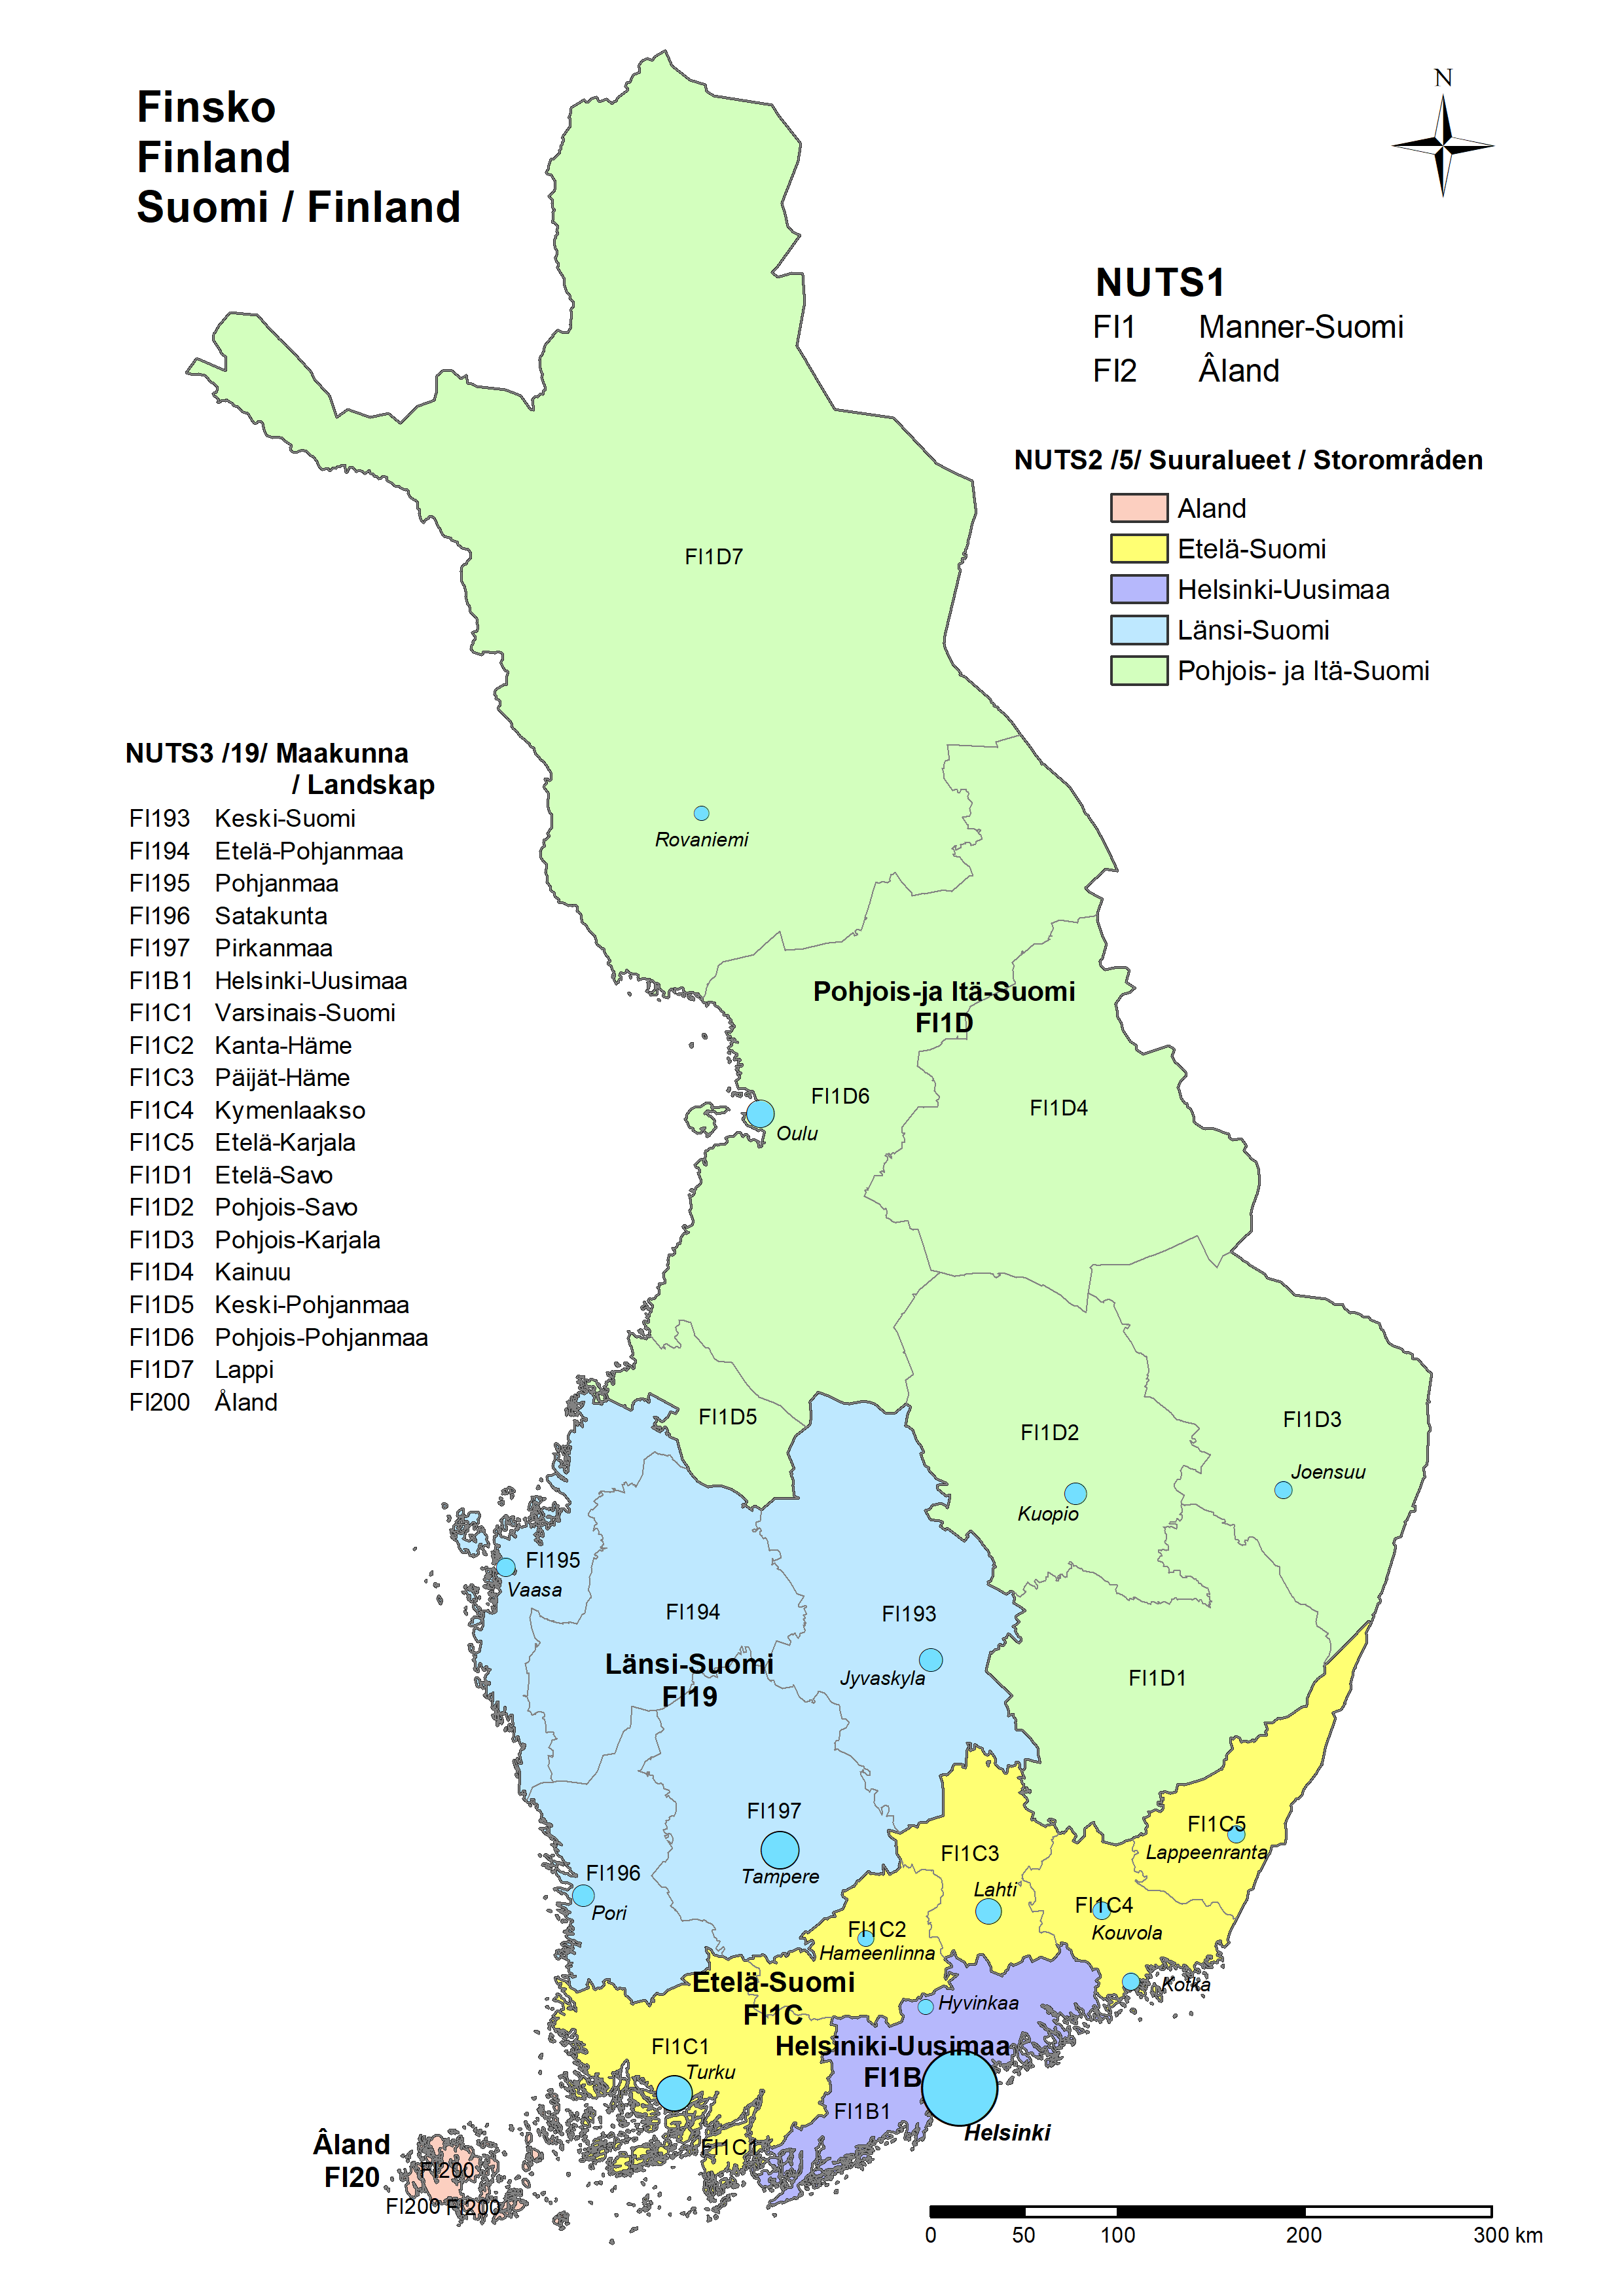 Finsko
Finland
Suomi / Finland
N
NUTS1
FI1 Manner-Suomi
FI2 Âland
NUTS2 /5/ Suuralueet / Storområden
Aland
Etelä-Suomi
Helsinki-Uusimaa
Länsi-Suomi
Pohjois- ja Itä-Suomi
NUTS3 /19/ Maakunna
/ Landskap
FI193 Keski-Suomi
FI194 Etelä-Pohjanmaa
FI195 Pohjanmaa
FI196 Satakunta
FI197 Pirkanmaa
FI1B1 Helsinki-Uusimaa
FI1C1 Varsinais-Suomi
FI1C2 Kanta-Häme
FI1C3 Päijät-Häme
FI1C4 Kymenlaakso
FI1C5 Etelä-Karjala
FI1D1 Etelä-Savo
FI1D2 Pohjois-Savo
FI1D3 Pohjois-Karjala
FI1D4 Kainuu
FI1D5 Keski-Pohjanmaa
FI1D6 Pohjois-Pohjanmaa
FI1D7 Lappi
FI200 Åland
FI1D7
Rovaniemi
Pohjois-ja Itä-Suomi
FI1D
FI1D6
FI1D4
Oulu
FI1D5
FI1D2
FI1D3
Joensuu
Kuopio
FI195
Vaasa
FI194
FI193
Länsi-Suomi
FI19
Jyvaskyla
FI1D1
FI197
Tampere
FI196
Pori
FI1C5
Lappeenranta
FI1C3
Lahti
FI1C4
Kouvola
FI1C2
Hameenlinna
Etelä-Suomi
FI1C
Kotka
Hyvinkaa
Helsiniki-Uusimaa
FI1B
FI1C1
Turku
FI1B1
Helsinki
FI1C1
Âland
FI20
FI200
FI200 FI200
0 50 100 200 300 km